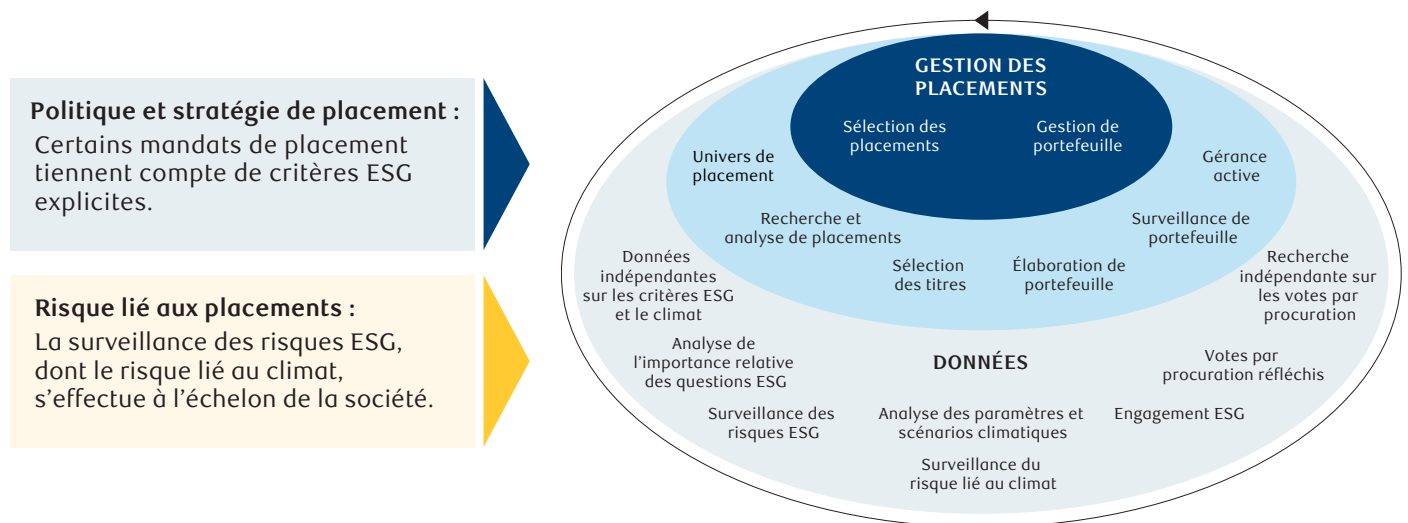 Politique et stratégie de placement :
Certains mandats de placement
tiennent compte de critères ESG
explicites.
Risque lié aux placements :
La surveillance des risques ESG,
dont le risque lié au climat,
s’effectue à l’échelon de la société.
GESTION DES
PLACEMENTS
Sélection des
placements
Gestion de
portefeuille
Univers de
placement
Gérance
active
Recherche et
analyse de placements
Surveillance de
portefeuille
Sélection
des titres
Élaboration de
portefeuille
Données
indépendantes
sur les critères ESG
et le climat
Recherche
indépendante sur
les votes par
procuration
Analyse de
l’importance relative
des questions ESG
DONNÉES
Votes par
procuration réfléchis
Surveillance des
risques ESG
Analyse des paramètres et
scénarios climatiques
Engagement ESG
Surveillance du
risque lié au climat